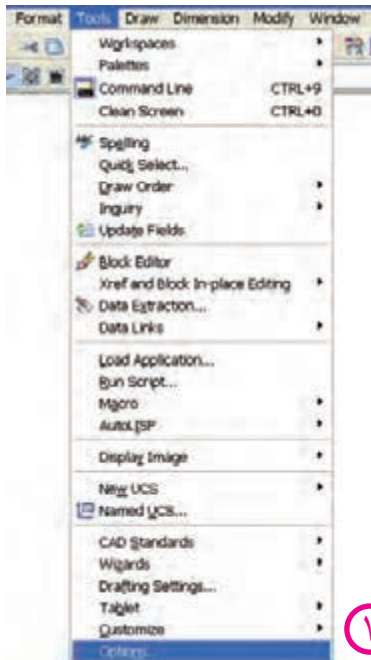 Format Tools Draw Dimension Modify Window
Workspaces
Palettes
Command Line CTRL+9
Clean Screen CTRL+0
Spelling
Quick Select...
Draw Order
Inquiry
Update Fields
Block Editor
Xref and Block In-place Editing
Data Extraction...
Data Links
Load Application...
Run Script...
Macro
AutoLISP
Display Image
New UCS
Named UCS...
CAD Standards
Wizards
Drafting Settings...
Tablet
Customize
Options...
۱